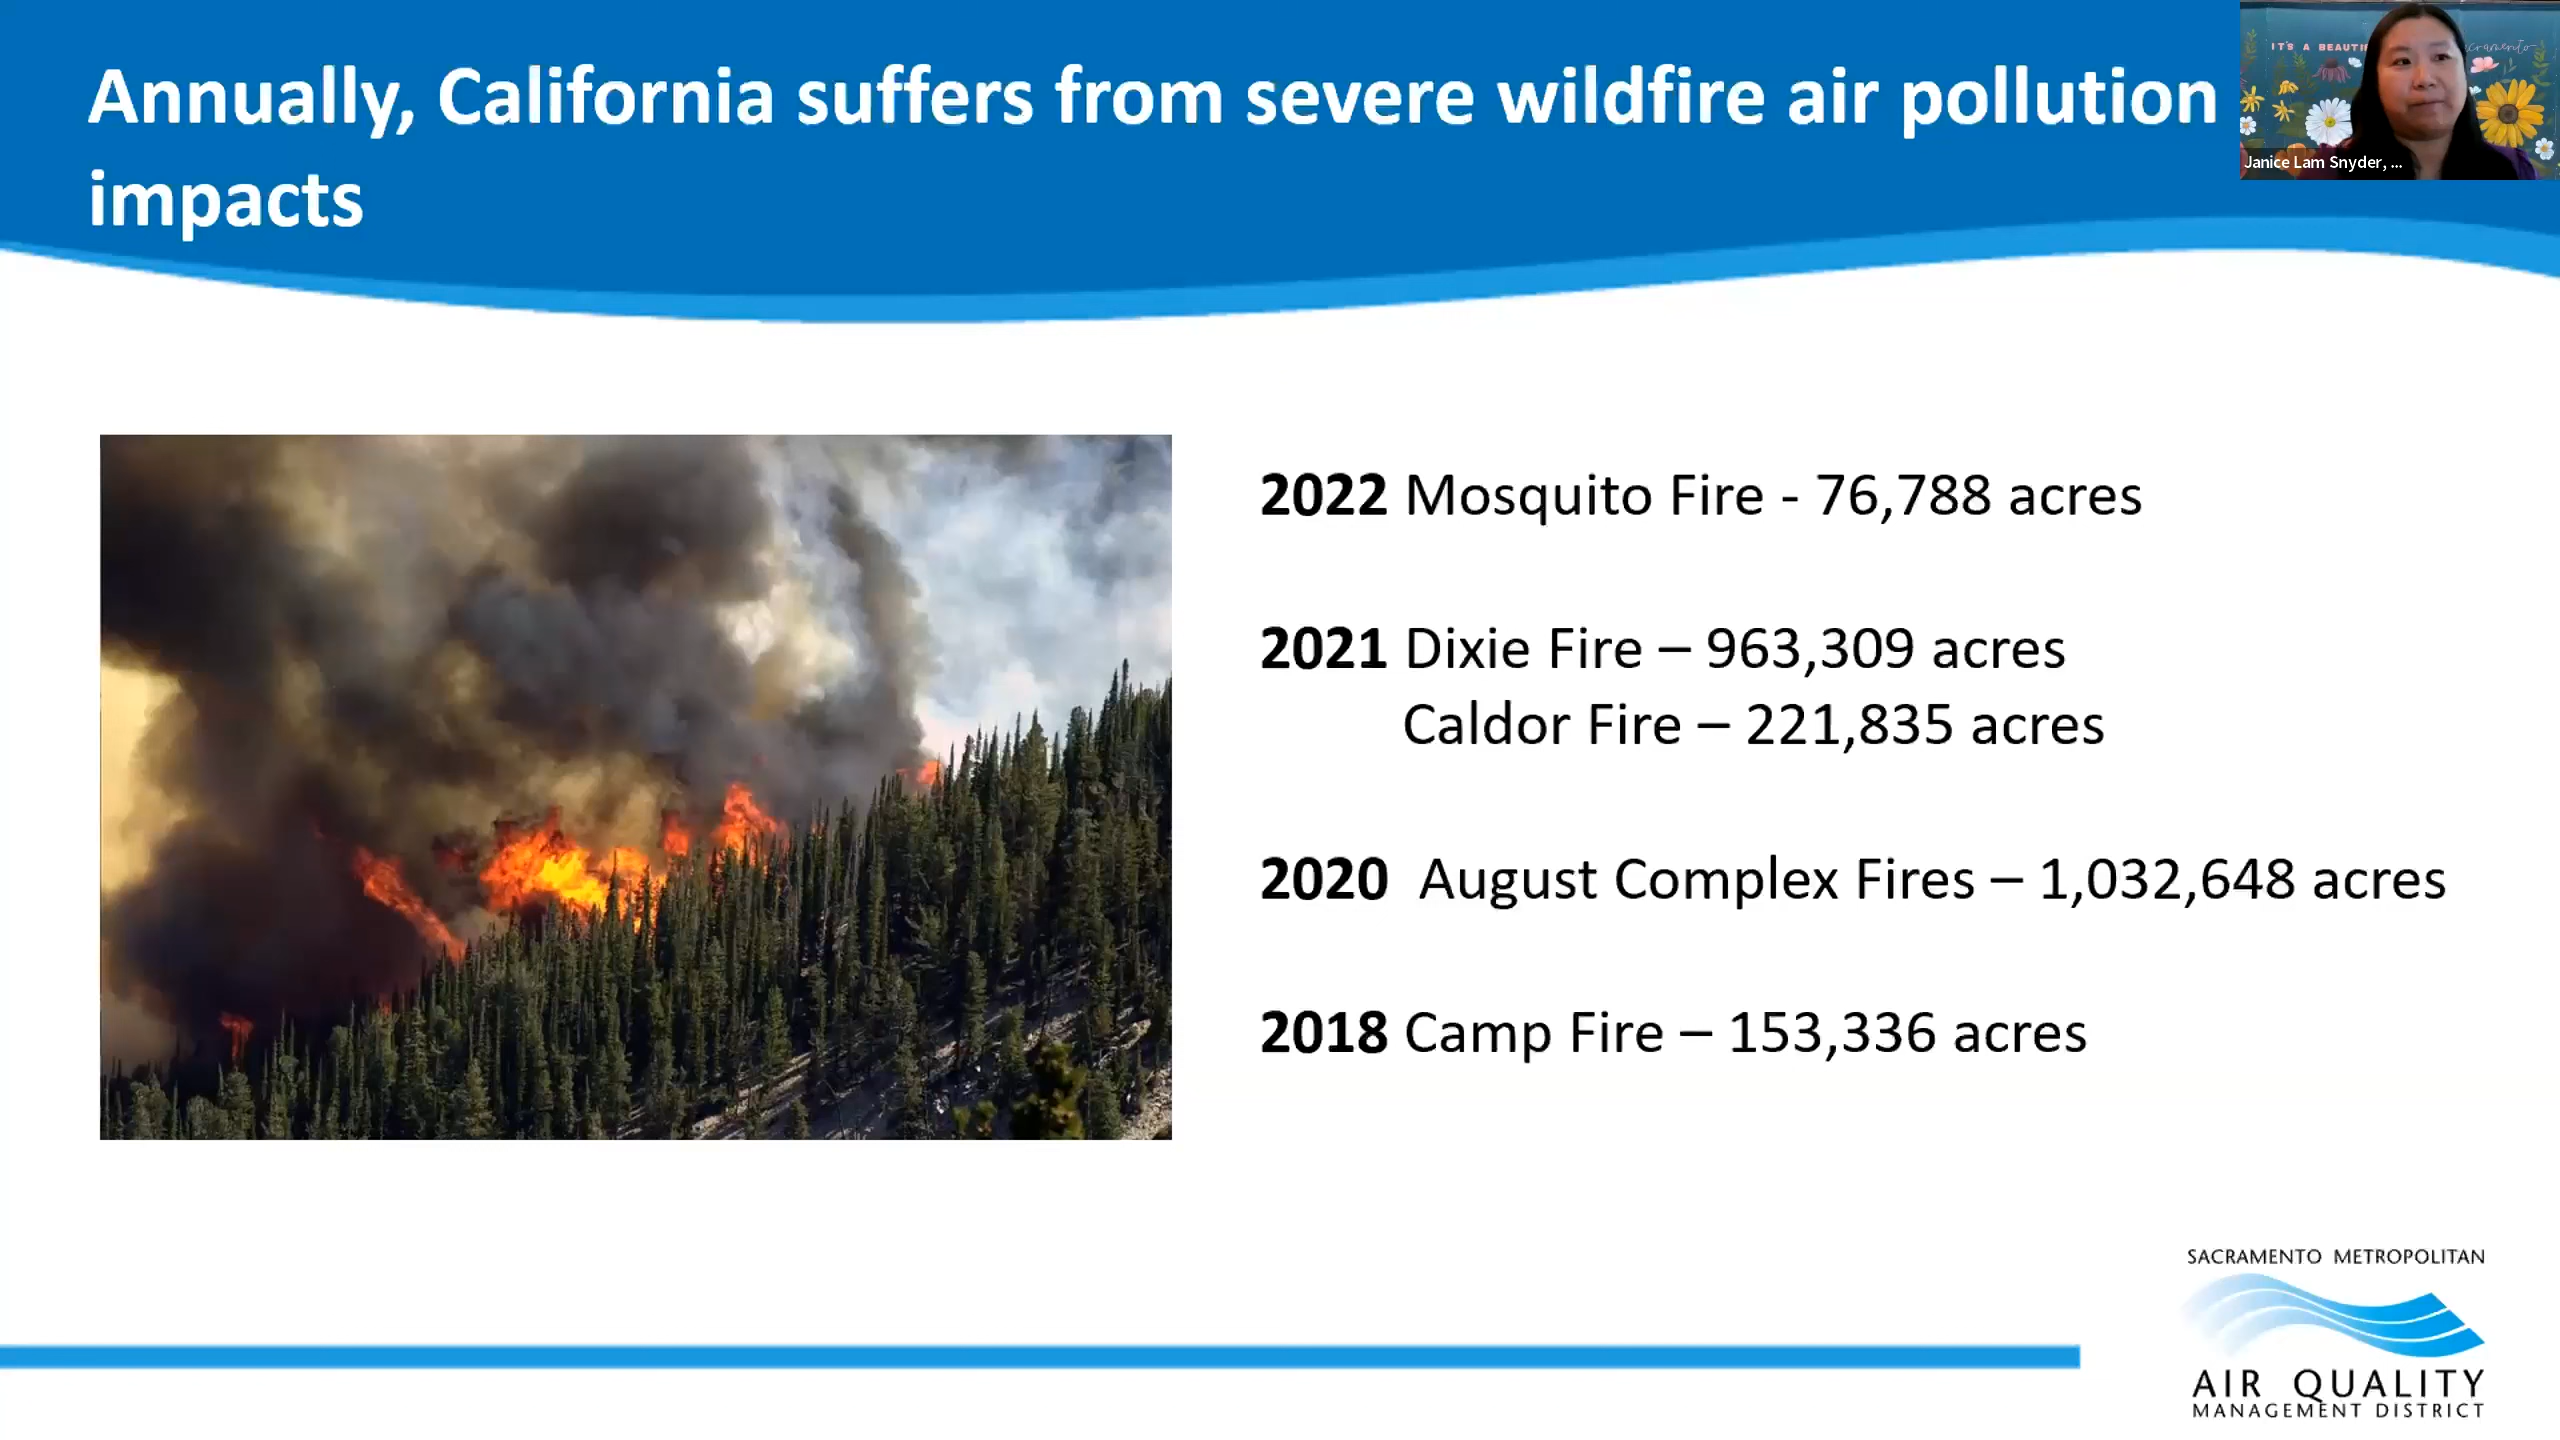 Annually, California suffers from severe wildfire air pollution
impacts
IT'S A BEAUTI
Janice Lam Snyder, ...
2022 Mosquito Fire - 76,788 acres
2021 Dixie Fire – 963,309 acres
Caldor Fire – 221,835 acres
2020 August Complex Fires – 1,032,648 acres
2018 Camp Fire – 153,336 acres
SACRAMENTO METROPOLITAN
AIR QUALITY
MANAGEMENT DISTRICT